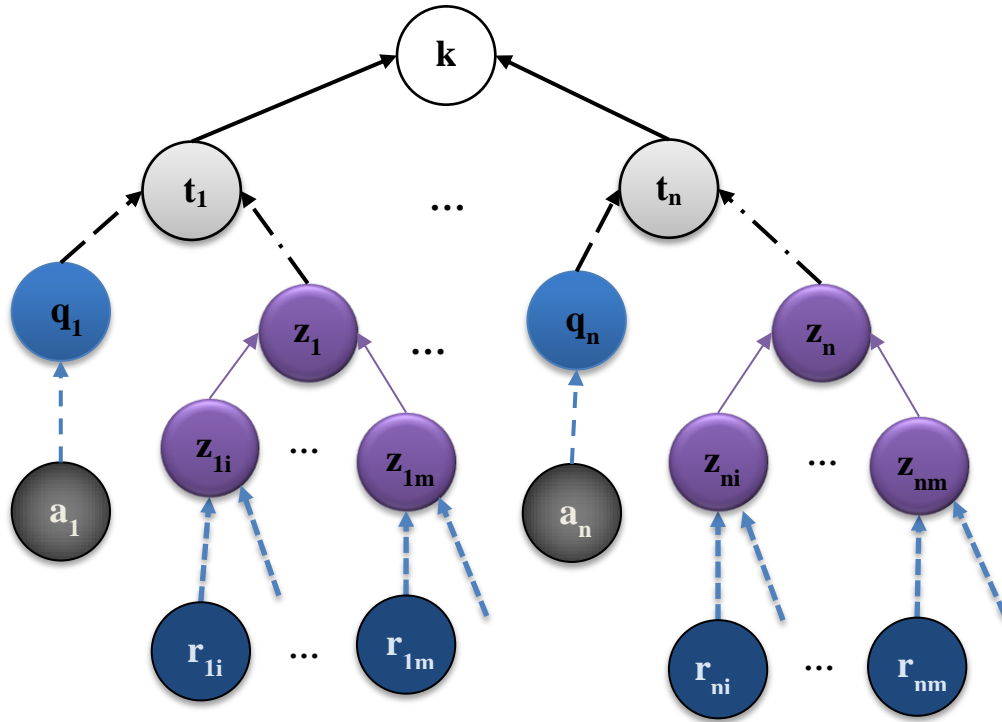 k
t₁ ... tₙ
q₁ z₁ ... qₙ zₙ
z₁ᵢ ... z₁ₘ zₙᵢ ... zₙₘ
a₁ aₙ
r₁ᵢ ... r₁ₘ rₙᵢ ... rₙₘ